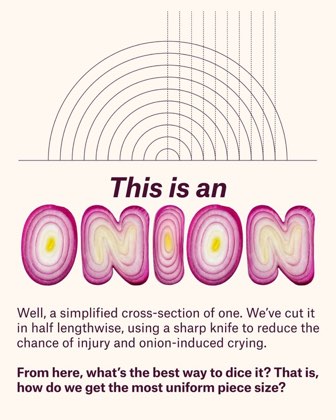 This is an
ONION
Well, a simplified cross-section of one. We’ve cut it
in half lengthwise, using a sharp knife to reduce the
chance of injury and onion-induced crying.
From here, what’s the best way to dice it? That is,
how do we get the most uniform piece size?